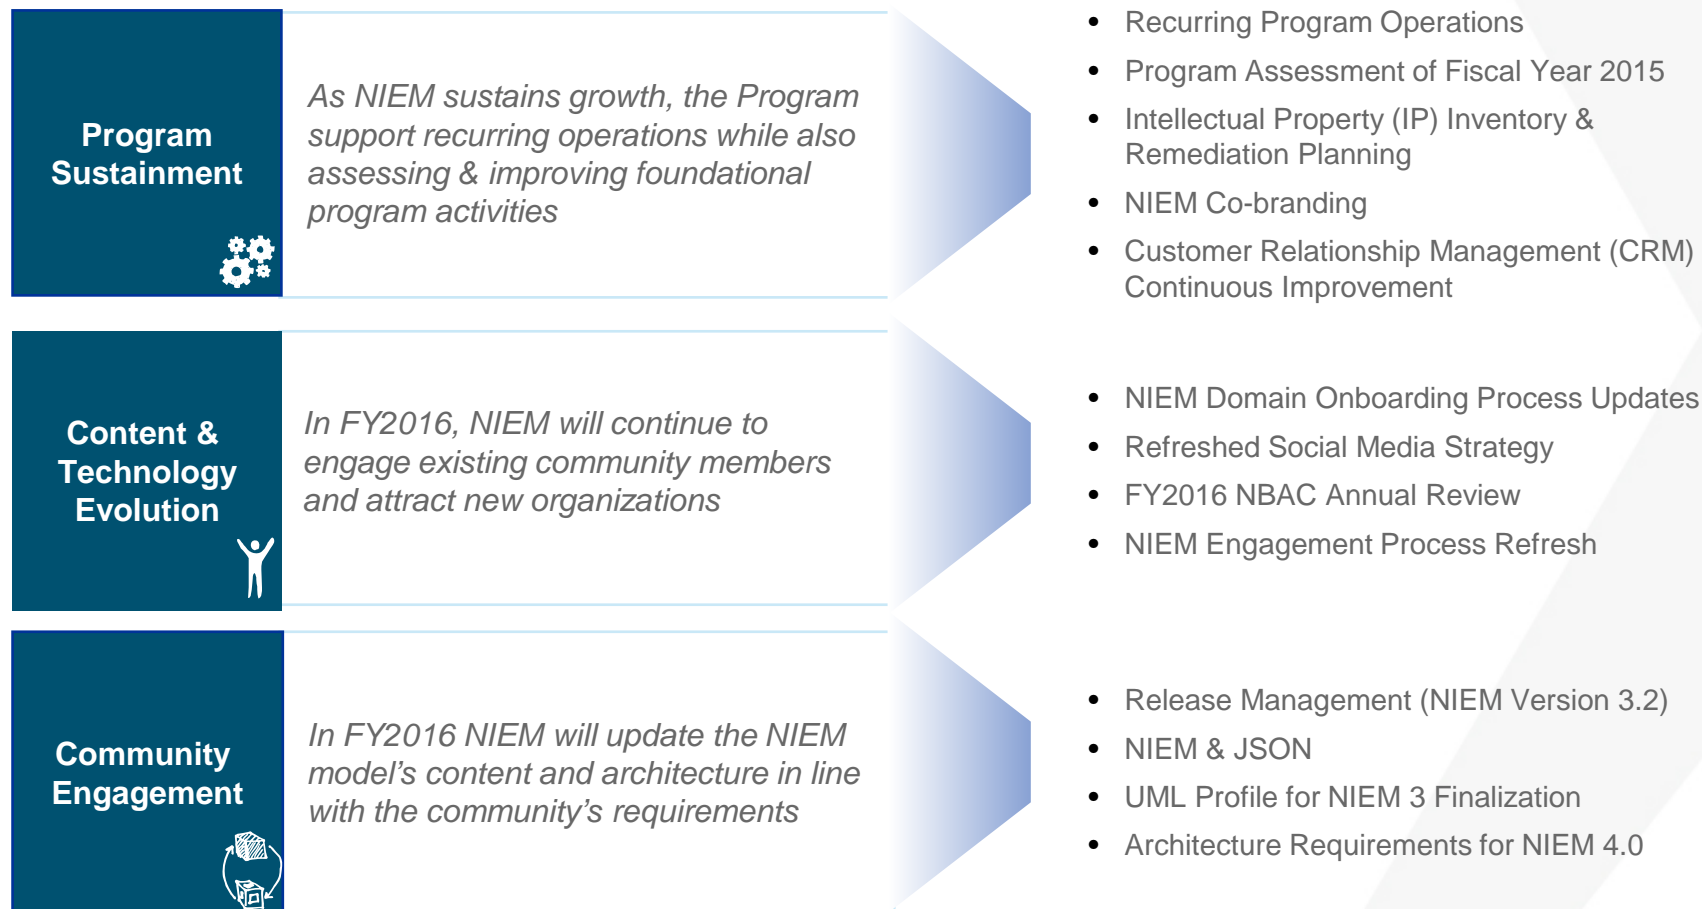 Program
Sustainment
As NIEM sustains growth, the Program
support recurring operations while also
assessing & improving foundational
program activities
• Recurring Program Operations
• Program Assessment of Fiscal Year 2015
• Intellectual Property (IP) Inventory &
Remediation Planning
• NIEM Co-branding
• Customer Relationship Management (CRM)
Continuous Improvement
Content &
Technology
Evolution
In FY2016, NIEM will continue to
engage existing community members
and attract new organizations
• NIEM Domain Onboarding Process Updates
• Refreshed Social Media Strategy
• FY2016 NBAC Annual Review
• NIEM Engagement Process Refresh
Community
Engagement
In FY2016 NIEM will update the NIEM
model’s content and architecture in line
with the community’s requirements
• Release Management (NIEM Version 3.2)
• NIEM & JSON
• UML Profile for NIEM 3 Finalization
• Architecture Requirements for NIEM 4.0